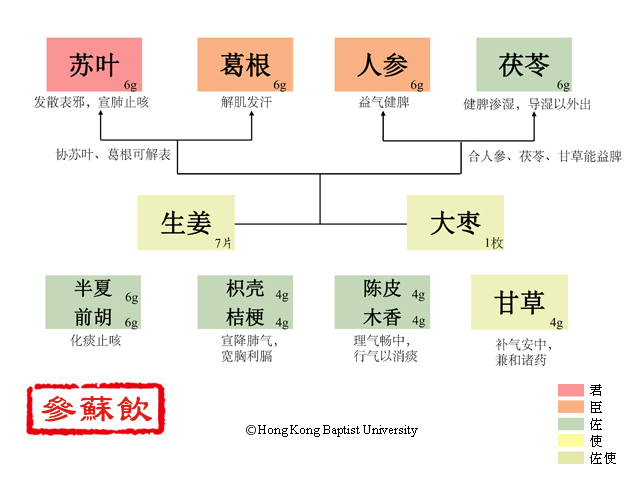 苏叶
6g
葛根
6g
人参
6g
茯苓
6g
发散表邪，宣肺止咳
解肌发汗
益气健脾
健脾渗湿，导湿以外出
协苏叶、葛根可解表
合人參、茯苓、甘草能益脾
生姜
7片
大枣
1枚
半夏
6g
前胡
6g
化痰止咳
枳壳
4g
桔梗
4g
宣降肺气，
宽胸利膈
陈皮
4g
木香
4g
理气畅中，
行气以消痰
甘草
4g
补气安中，
兼和诸药
參蘇飲
©Hong Kong Baptist University
君
臣
佐
使
佐使